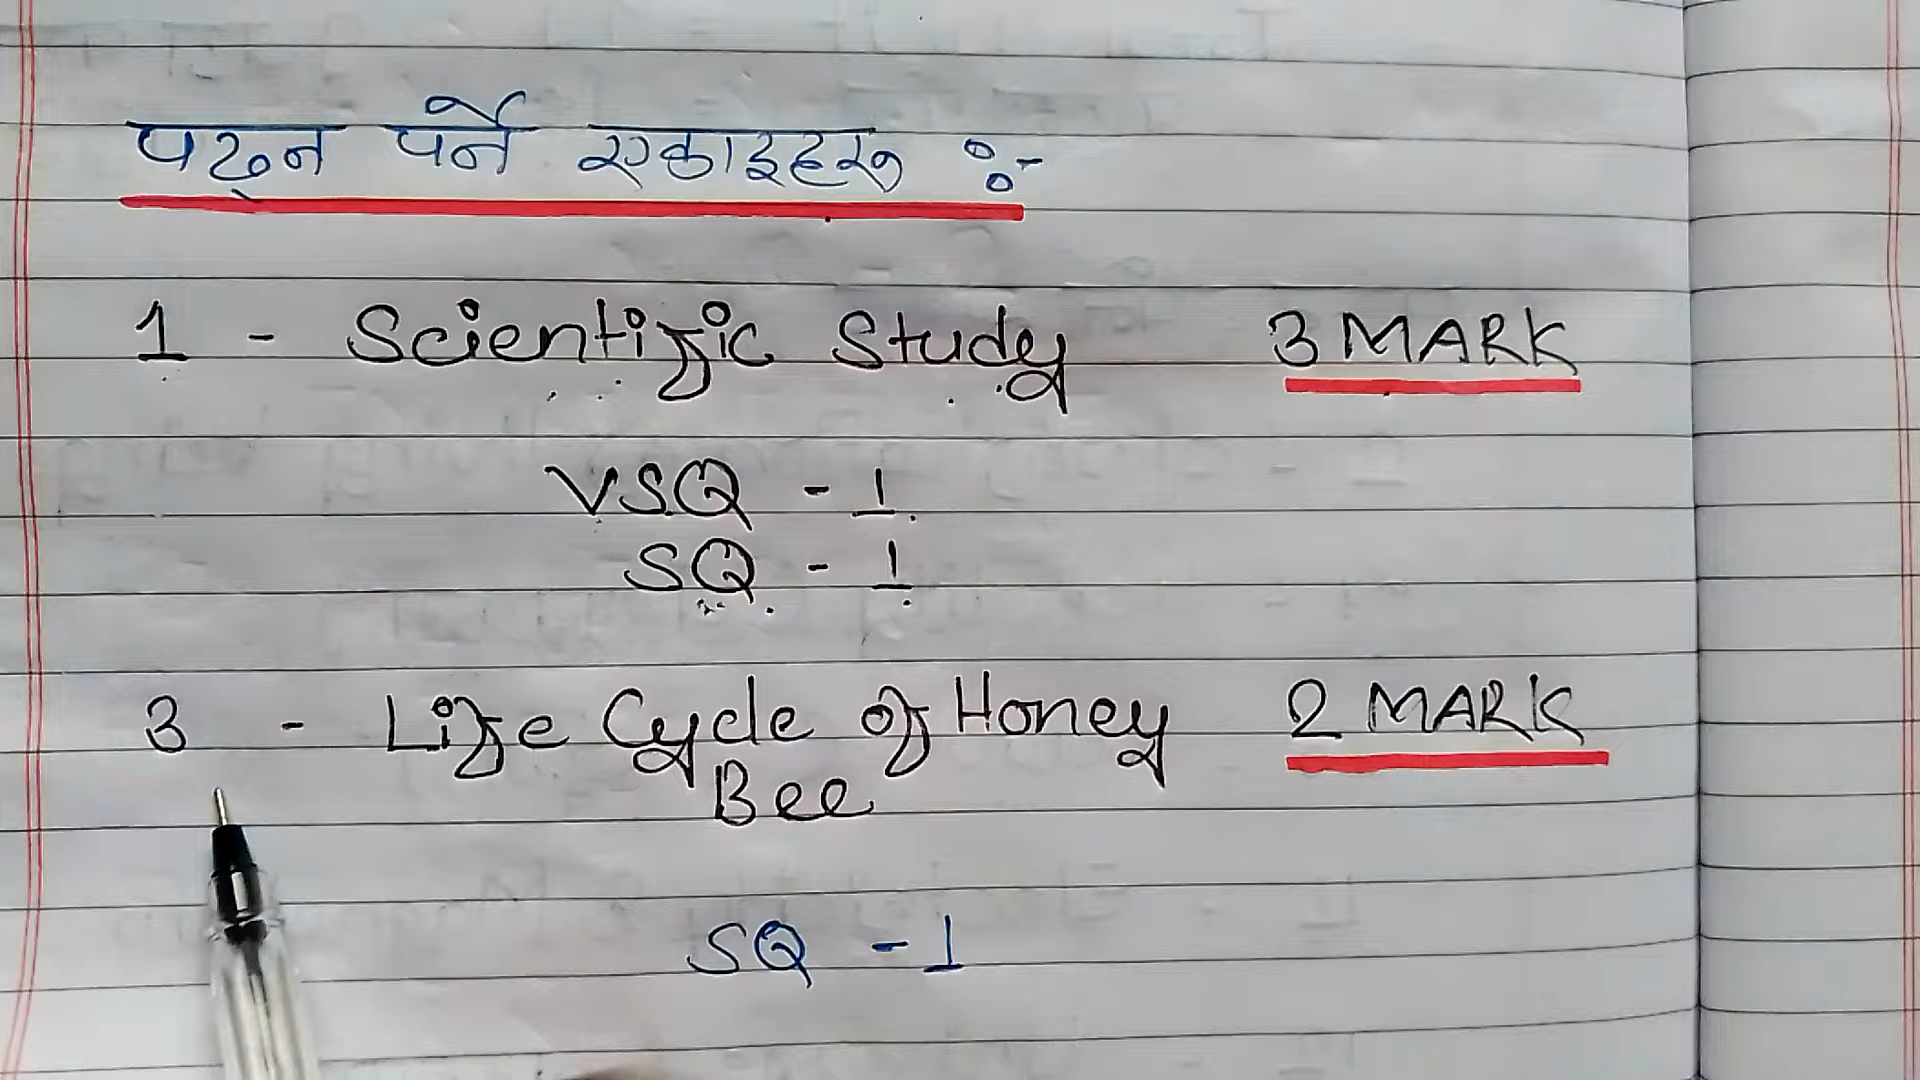 पढ्न पर्ने एकाइहरू :-
1 - Scientific Study 3 MARK
VSQ - 1
SQ - 1
3 - Life Cycle of Honey 2 MARK
Bee
SQ - 1